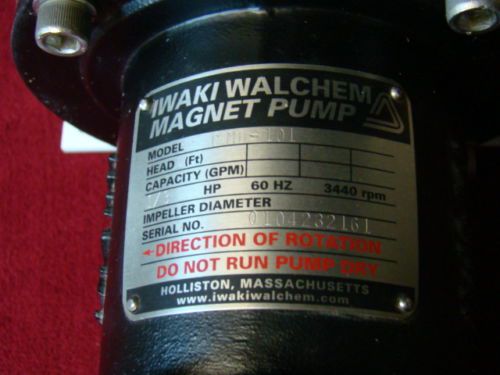 IWAKI WALCHEM
MAGNET PUMP
MODEL
HEAD (Ft)
CAPACITY (GPM)
HP 60 HZ 3440 rpm
IMPELLER DIAMETER
SERIAL NO. 0104232161
←DIRECTION OF ROTATION
DO NOT RUN PUMP DRY
HOLLISTON, MASSACHUSETTS
www.iwakiwalchem.com